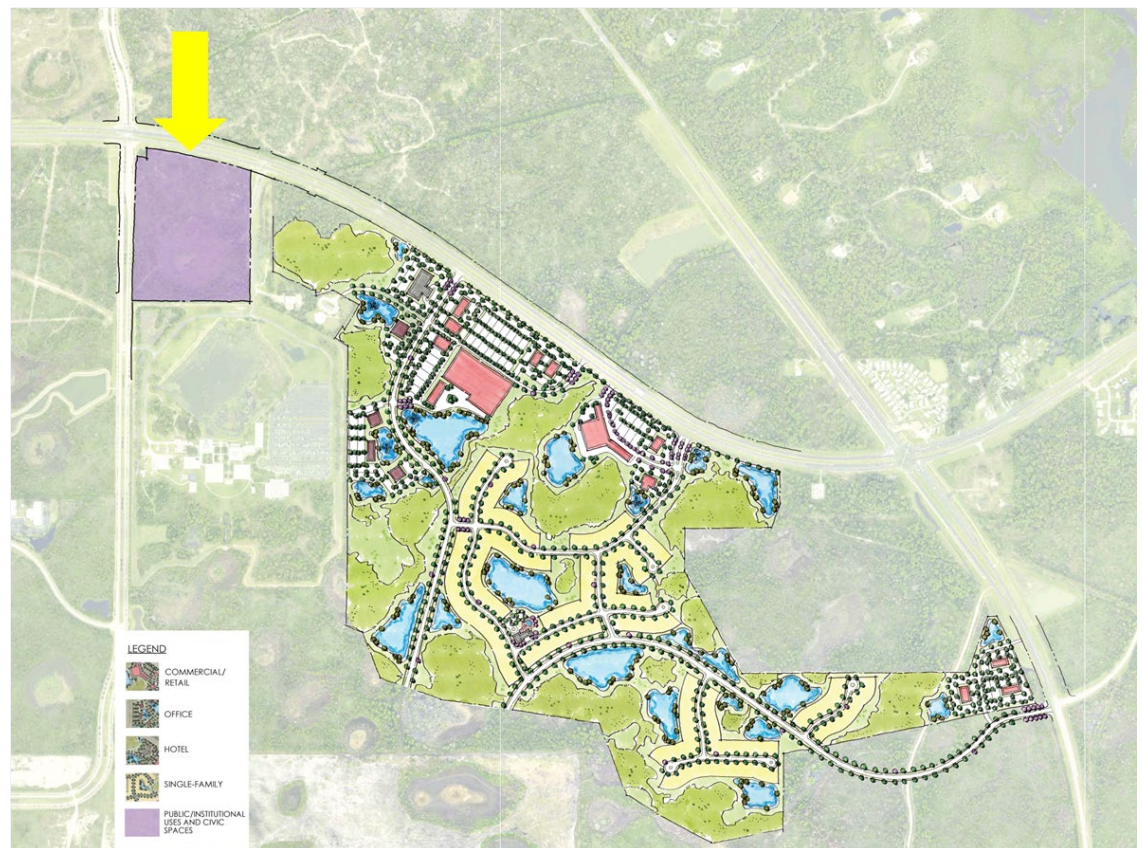 LEGEND
COMMERCIAL/
RETAIL
OFFICE
HOTEL
SINGLE-FAMILY
PUBLIC/INSTITUTIONAL
USES AND CIVIC
SPACES